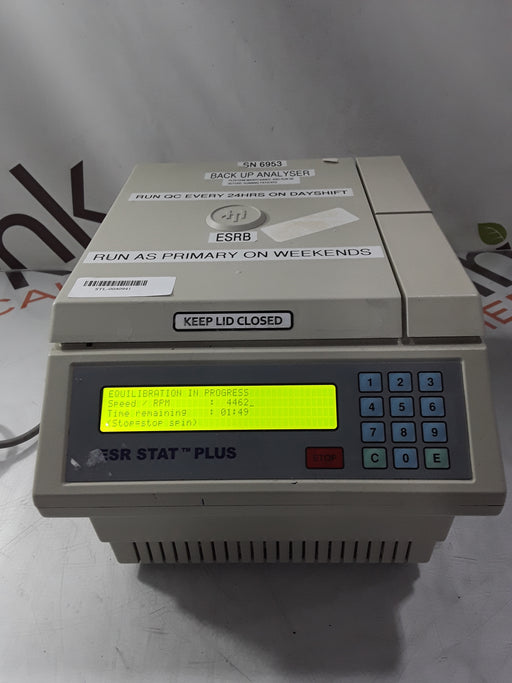 SN 6953
BACK UP ANALYSER
RUN QC EVERY 24HRS ON DAYSHIFT
ESRB
RUN AS PRIMARY ON WEEKENDS
KEEP LID CLOSED
EQUILIBRATION IN PROGRESS
Speed / RPM : 4462_
Time remaining : 01:49
(Stop=stop spin)
ESR STAT™ PLUS
STOP
1 2 3
4 5 6
7 8 9
C 0 E